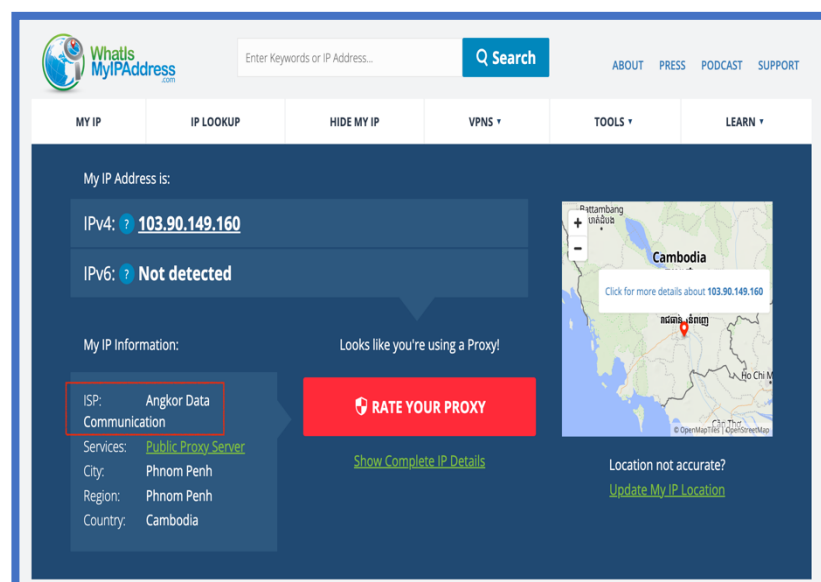 WhatIs
MyIPAddress
.com
Enter Keywords or IP Address...
Search
ABOUT PRESS PODCAST SUPPORT
MY IP IP LOOKUP HIDE MY IP VPNS TOOLS LEARN
My IP Address is:
IPv4: ? 103.90.149.160
IPv6: ? Not detected
Battambang
+
−
Cambodia
Click for more details about 103.90.149.160
Ho Chi M
Cần Thơ
© OpenMapTiles | OpenStreetMap
My IP Information:
ISP: Angkor Data
Communication
Services: Public Proxy Server
City: Phnom Penh
Region: Phnom Penh
Country: Cambodia
Looks like you're using a Proxy!
RATE YOUR PROXY
Show Complete IP Details
Location not accurate?
Update My IP Location